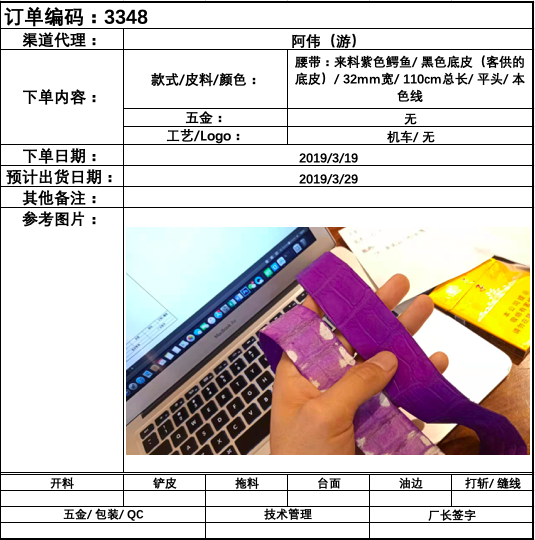 订单编码：3348
渠道代理： 阿伟（游）
下单内容： 款式/皮料/颜色： 腰带：来料紫色鳄鱼/ 黑色底皮（客供的
底皮）/ 32mm宽/ 110cm总长/ 平头/ 本
色线
五金： 无
工艺/Logo： 机车/ 无
下单日期： 2019/3/19
预计出货日期： 2019/3/29
其他备注：
参考图片：
MacBook Air
开料 铲皮 拖料 台面 油边 打斩/ 缝线
五金/ 包装/ QC 技术管理 厂长签字